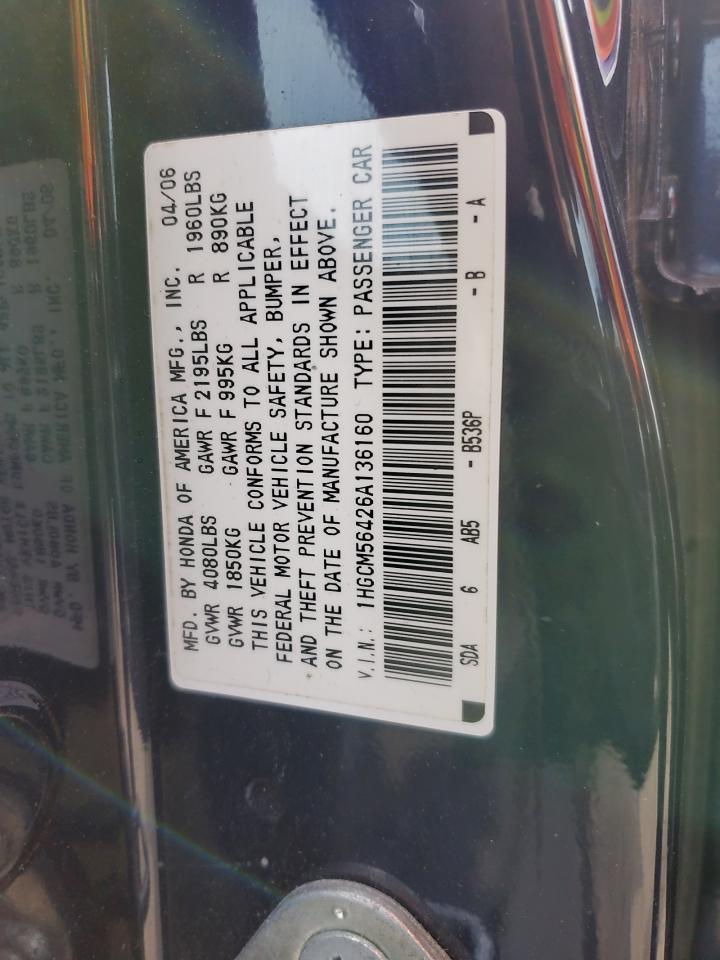 MFD. BY HONDA OF AMERICA MFG., INC. 04/06
GVWR 4080LBS GAWR F 2195LBS R 1960LBS
GVWR 1850KG GAWR F 995KG R 890KG
THIS VEHICLE CONFORMS TO ALL APPLICABLE
FEDERAL MOTOR VEHICLE SAFETY, BUMPER,
AND THEFT PREVENTION STANDARDS IN EFFECT
ON THE DATE OF MANUFACTURE SHOWN ABOVE.
V.I.N.: 1HGCM56426A136160 TYPE: PASSENGER CAR
SDA 6 AB5 - B536P - B - A